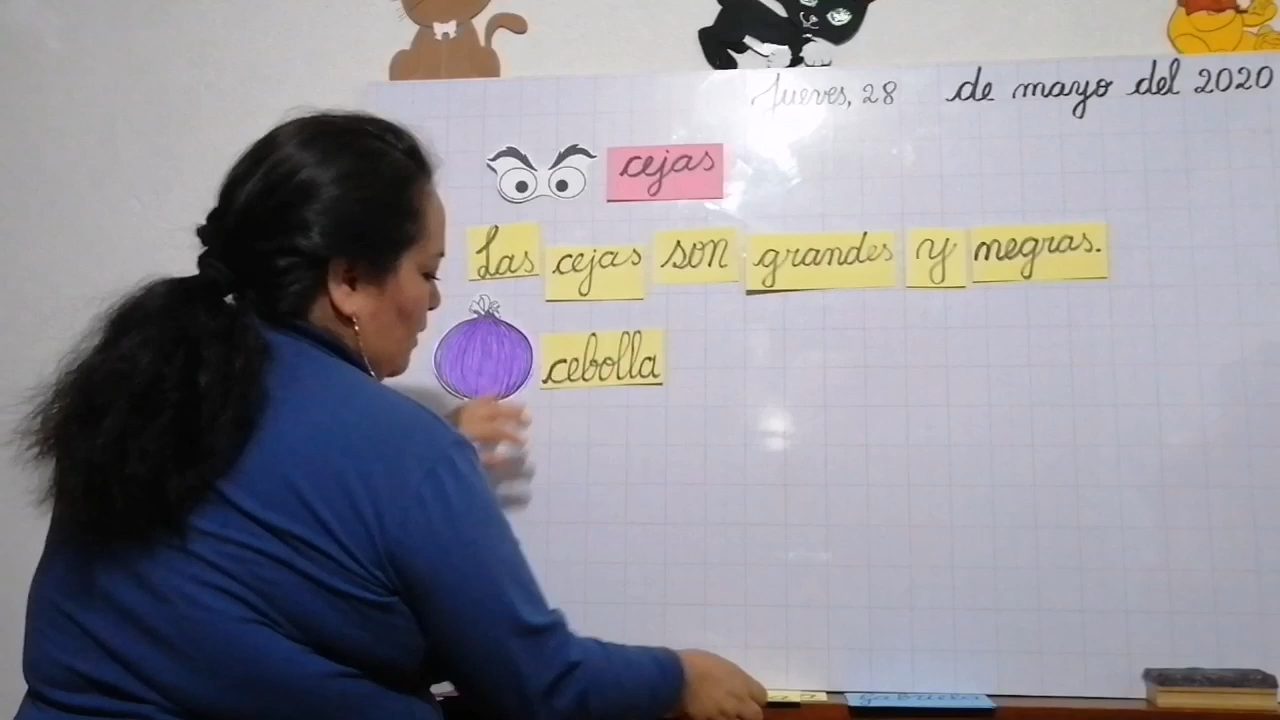 Jueves, 28 de mayo del 2020
cejas
Las cejas son grandes y negras.
cebolla